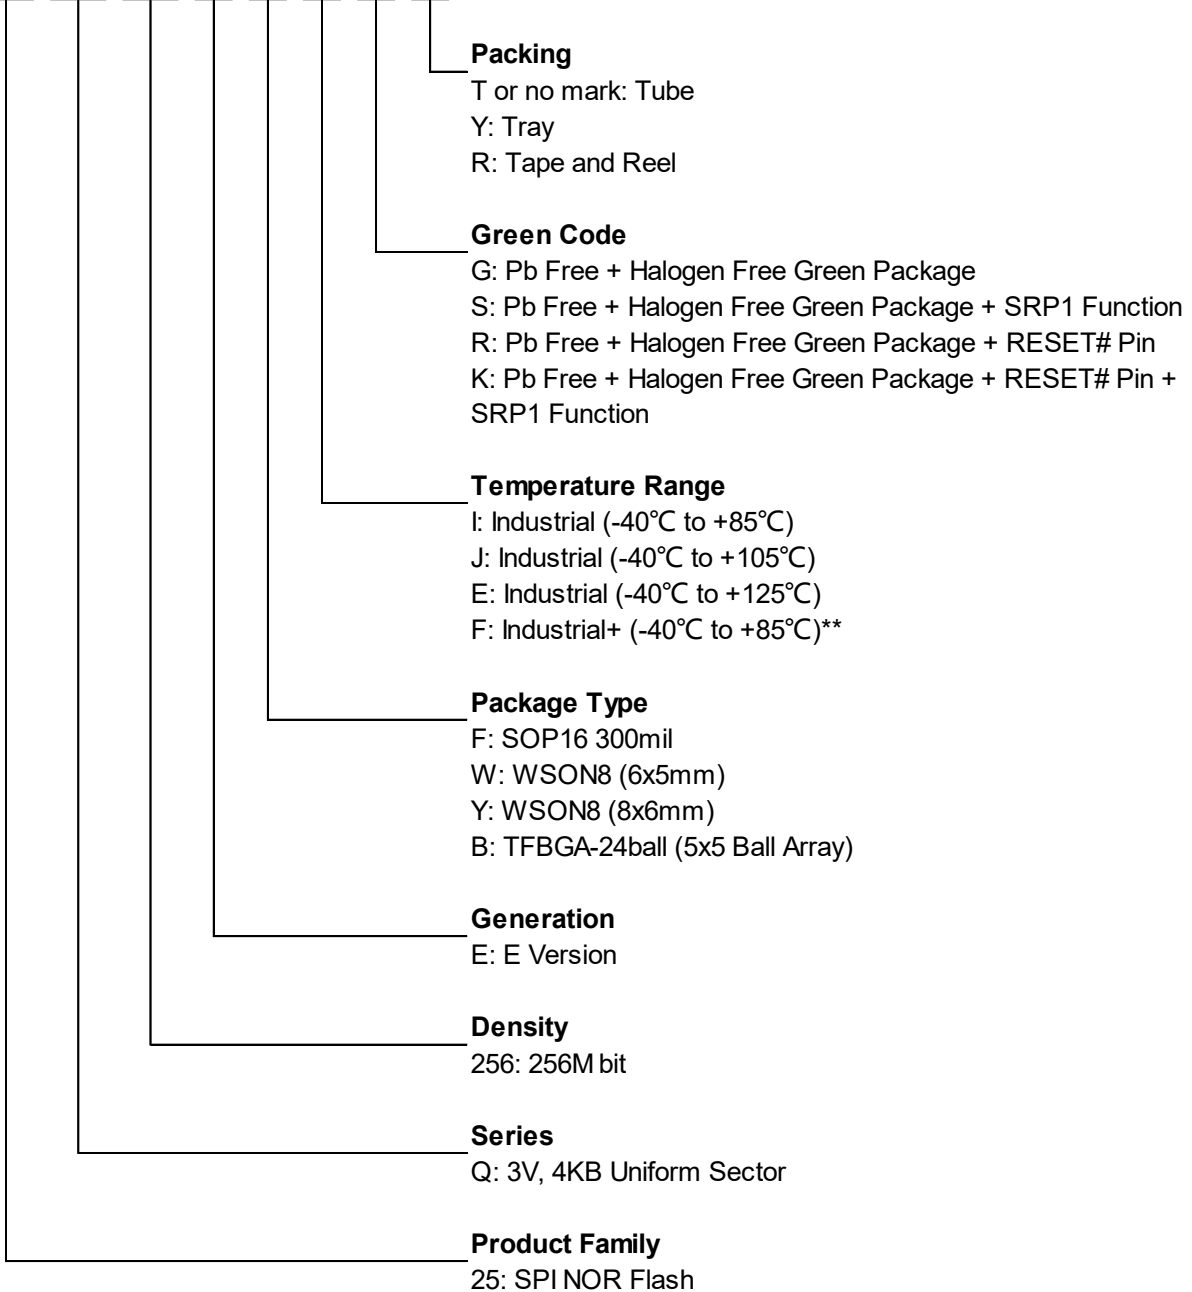 Packing
T or no mark: Tube
Y: Tray
R: Tape and Reel
Green Code
G: Pb Free + Halogen Free Green Package
S: Pb Free + Halogen Free Green Package + SRP1 Function
R: Pb Free + Halogen Free Green Package + RESET# Pin
K: Pb Free + Halogen Free Green Package + RESET# Pin +
SRP1 Function
Temperature Range
I: Industrial (-40℃ to +85℃)
J: Industrial (-40℃ to +105℃)
E: Industrial (-40℃ to +125℃)
F: Industrial+ (-40℃ to +85℃)**
Package Type
F: SOP16 300mil
W: WSON8 (6x5mm)
Y: WSON8 (8x6mm)
B: TFBGA-24ball (5x5 Ball Array)
Generation
E: E Version
Density
256: 256M bit
Series
Q: 3V, 4KB Uniform Sector
Product Family
25: SPI NOR Flash